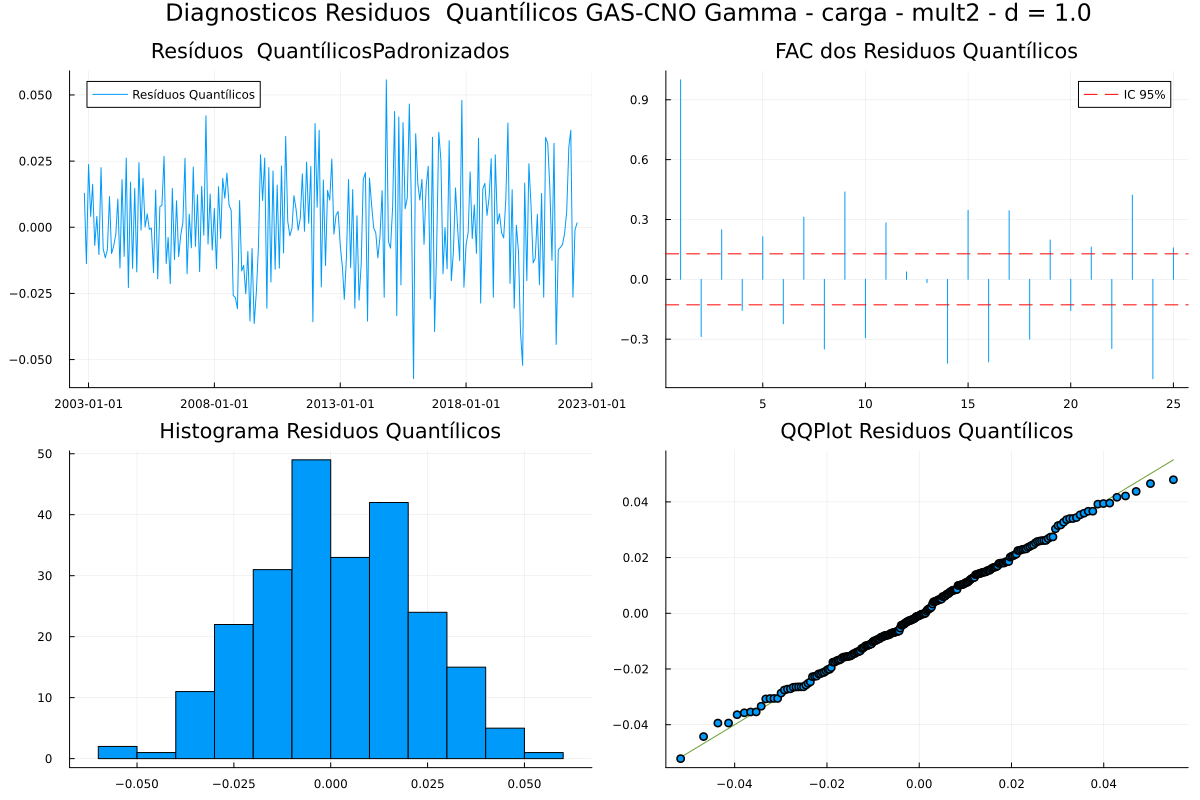 Diagnosticos Residuos  Quantílicos GAS-CNO Gamma - carga - mult2 - d = 1.0
Resíduos  QuantílicosPadronizados
Resíduos Quantílicos
0.050
0.025
0.000
−0.025
−0.050
2003-01-01 2008-01-01 2013-01-01 2018-01-01 2023-01-01
FAC dos Residuos Quantílicos
IC 95%
0.9
0.6
0.3
0.0
−0.3
5 10 15 20 25
Histograma Residuos Quantílicos
50
40
30
20
10
0
−0.050 −0.025 0.000 0.025 0.050
QQPlot Residuos Quantílicos
0.04
0.02
0.00
−0.02
−0.04
−0.04 −0.02 0.00 0.02 0.04